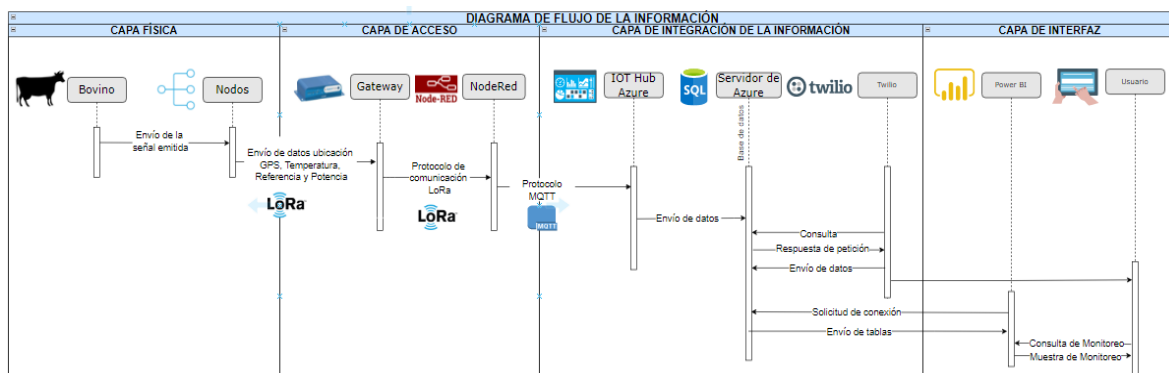 DIAGRAMA DE FLUJO DE LA INFORMACIÓN
CAPA FÍSICA
CAPA DE ACCESO
CAPA DE INTEGRACIÓN DE LA INFORMACIÓN
CAPA DE INTERFAZ
Bovino
Nodos
Gateway
Node-RED
NodeRed
IOT Hub
Azure
SQL
Servidor de
Azure
twilio
Twilio
Power BI
Usuario
Base de datos
Envío de la
señal emitida
Envío de datos ubicación
GPS, Temperatura,
Referencia y Potencia
LoRa
Protocolo de
comunicación
LoRa
LoRa
Protocolo
MQTT
MQTT
Envío de datos
Consulta
Respuesta de petición
Envío de datos
Solicitud de conexión
Envío de tablas
Consulta de Monitoreo
Muestra de Monitoreo